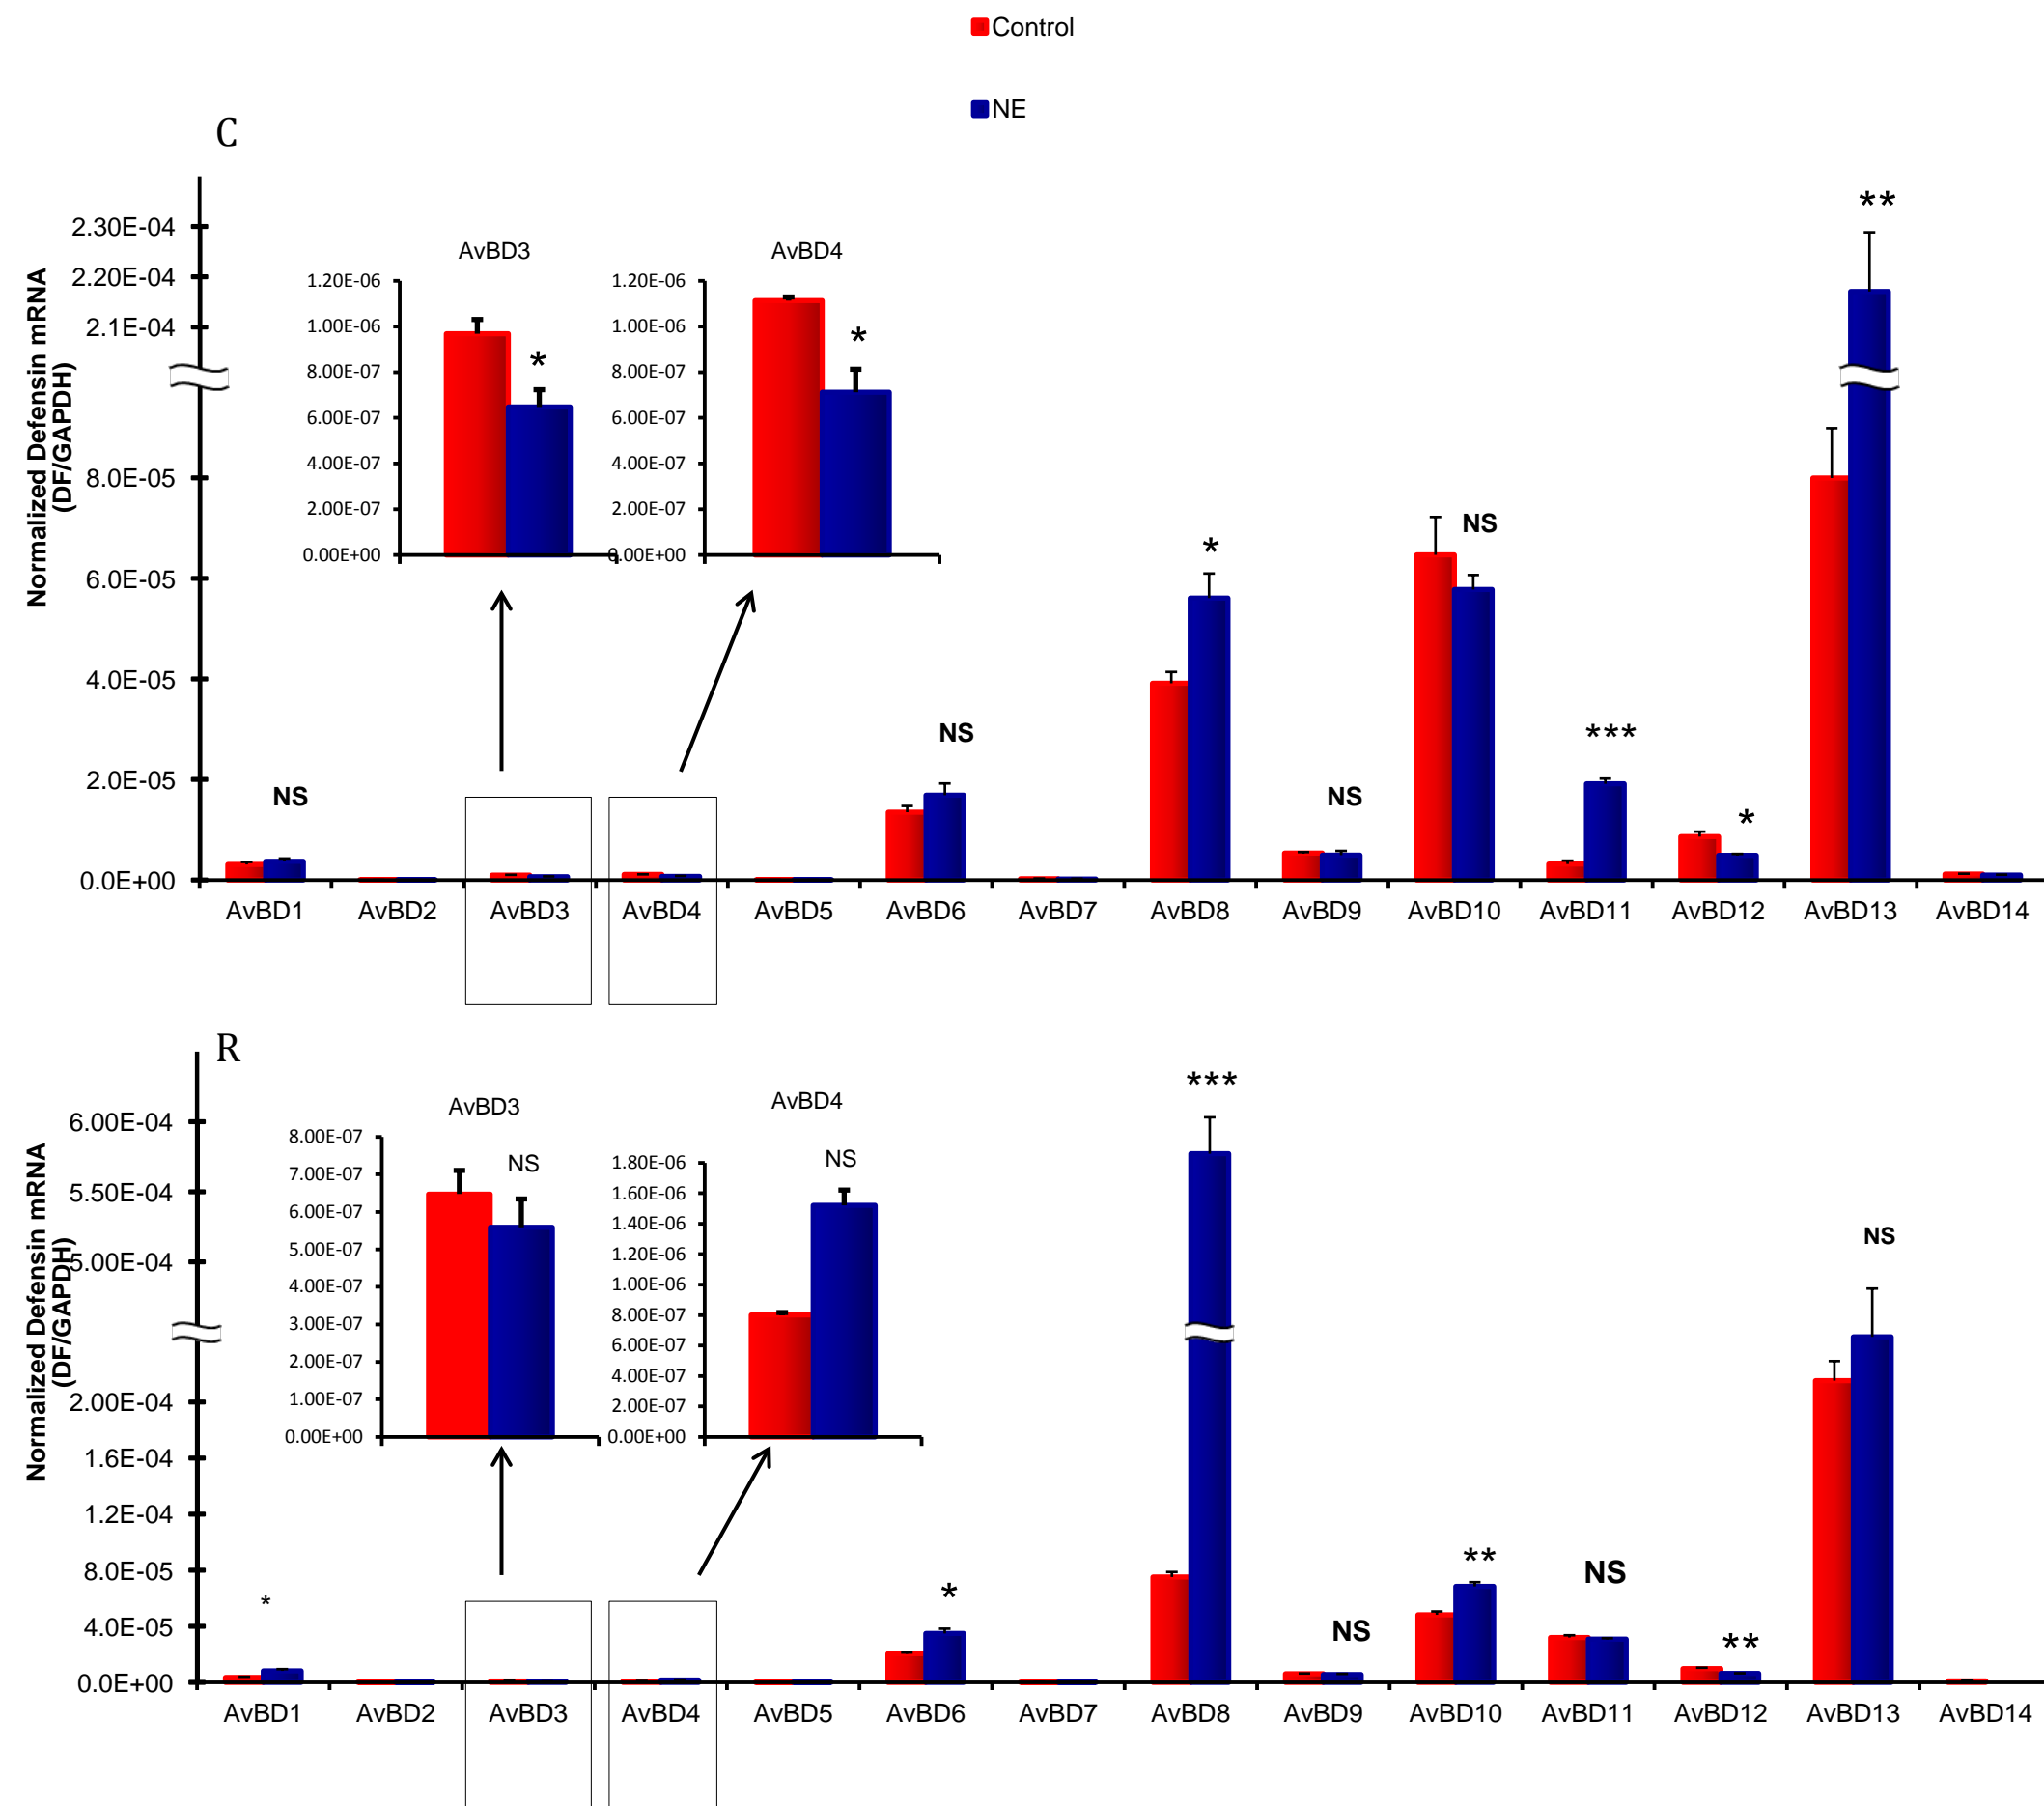 Control
NE
C
Normalized Defensin mRNA
(DF/GAPDH)
2.30E-04
2.20E-04
2.1E-04
8.0E-05
6.0E-05
4.0E-05
2.0E-05
0.0E+00
AvBD3
1.20E-06
1.00E-06
8.00E-07
6.00E-07
4.00E-07
2.00E-07
0.00E+00
*
AvBD4
1.20E-06
1.00E-06
8.00E-07
6.00E-07
4.00E-07
2.00E-07
0.00E+00
*
NS
NS
*
NS
NS
***
*
**
AvBD1 AvBD2 AvBD3 AvBD4 AvBD5 AvBD6 AvBD7 AvBD8 AvBD9 AvBD10 AvBD11 AvBD12 AvBD13 AvBD14
R
Normalized Defensin mRNA
(DF/GAPDH)
6.00E-04
5.50E-04
5.00E-04
2.00E-04
1.6E-04
1.2E-04
8.0E-05
4.0E-05
0.0E+00
AvBD3
8.00E-07
7.00E-07
6.00E-07
5.00E-07
4.00E-07
3.00E-07
2.00E-07
1.00E-07
0.00E+00
NS
AvBD4
1.80E-06
1.60E-06
1.40E-06
1.20E-06
1.00E-06
8.00E-07
6.00E-07
4.00E-07
2.00E-07
0.00E+00
NS
*
*
***
NS
**
NS
**
NS
AvBD1 AvBD2 AvBD3 AvBD4 AvBD5 AvBD6 AvBD7 AvBD8 AvBD9 AvBD10 AvBD11 AvBD12 AvBD13 AvBD14